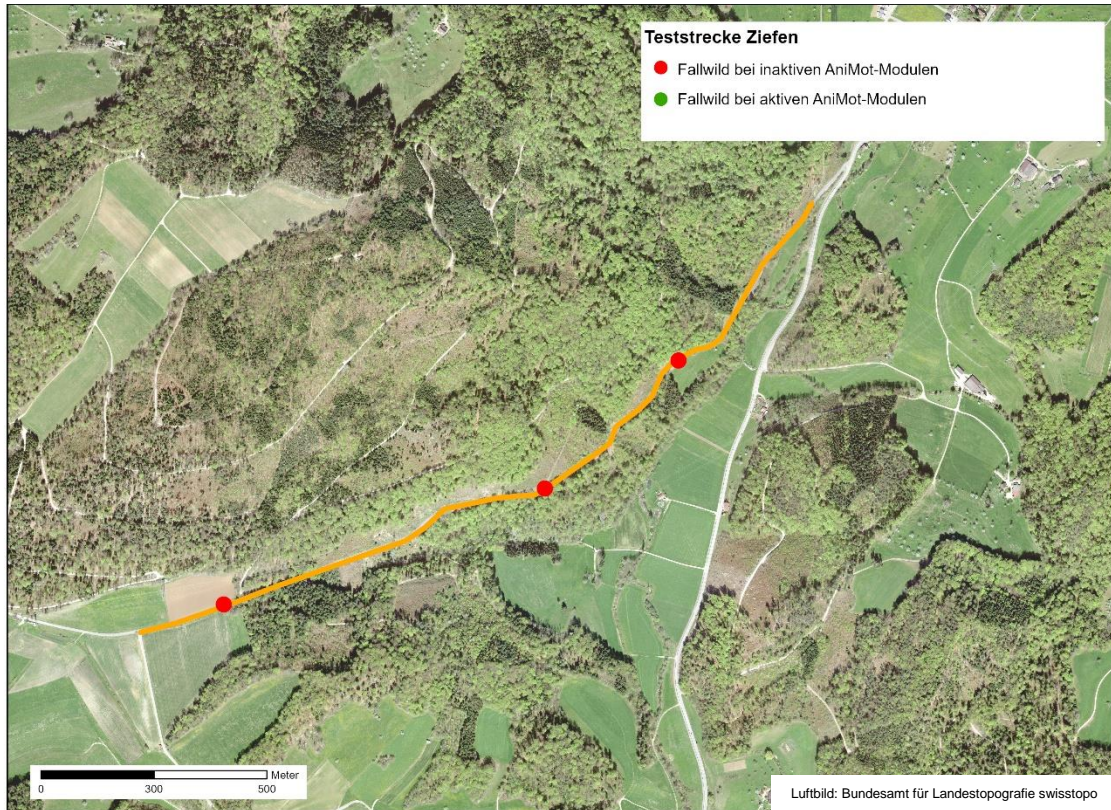 Teststrecke Ziefen
Fallwild bei inaktiven AniMot-Modulen
Fallwild bei aktiven AniMot-Modulen
Meter
0 300 500
Luftbild: Bundesamt für Landestopografie swisstopo